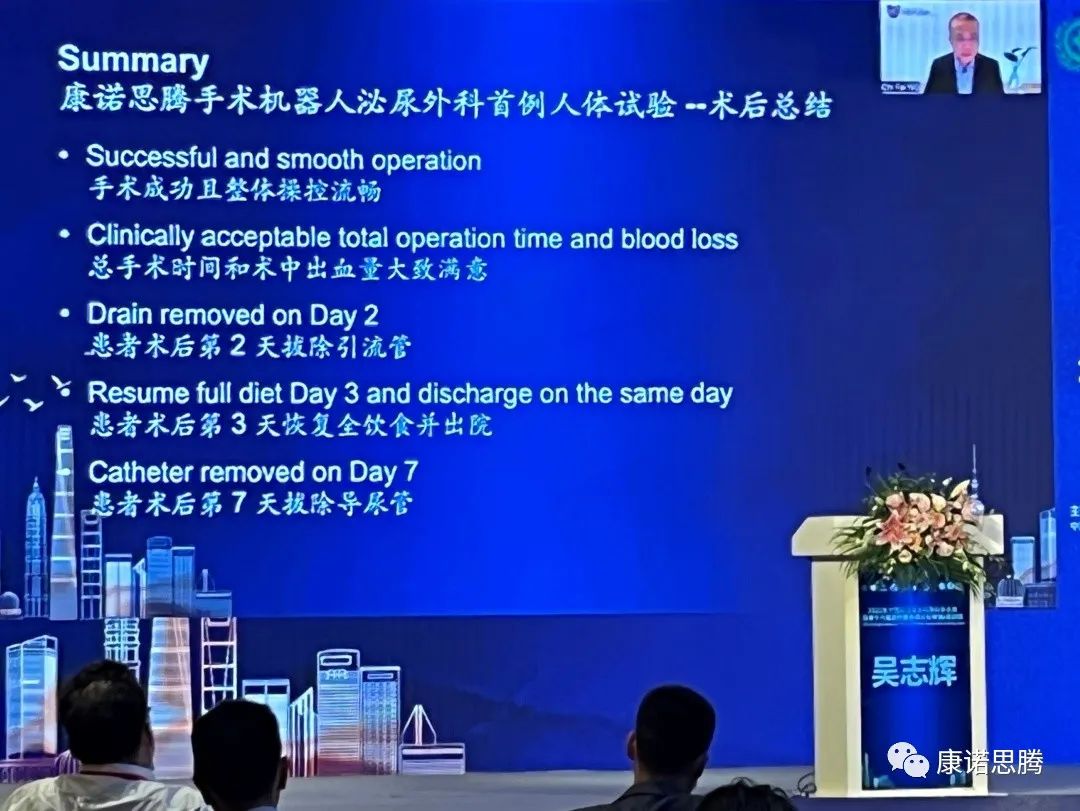 Summary
康诺思腾手术机器人泌尿外科首例人体试验 --术后总结
• Successful and smooth operation
手术成功且整体操控流畅
• Clinically acceptable total operation time and blood loss
总手术时间和术中出血量大致满意
• Drain removed on Day 2
患者术后第 2 天拔除引流管
• Resume full diet Day 3 and discharge on the same day
患者术后第 3 天恢复全饮食并出院
Catheter removed on Day 7
患者术后第 7 天拔除导尿管
吴志辉
康诺思腾